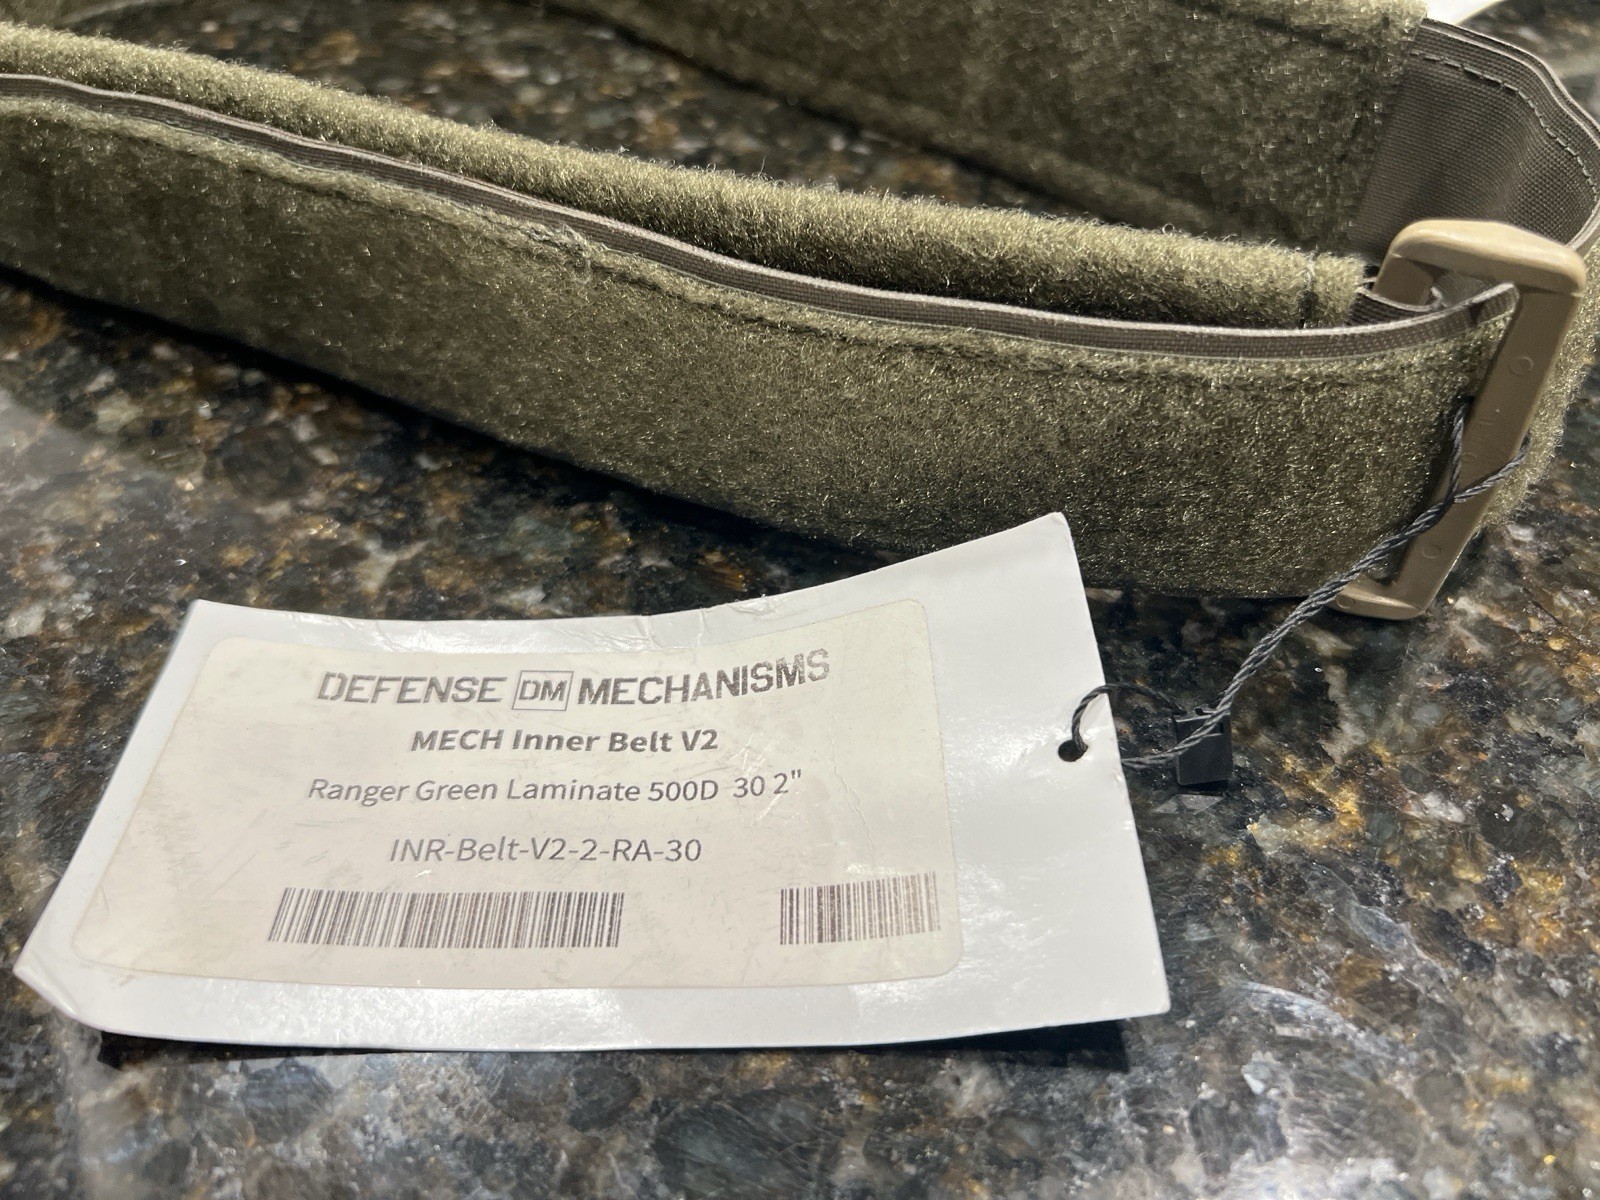 DEFENSE DM MECHANISMS
MECH Inner Belt V2
Ranger Green Laminate 500D 30 2"
INR-Belt-V2-2-RA-30